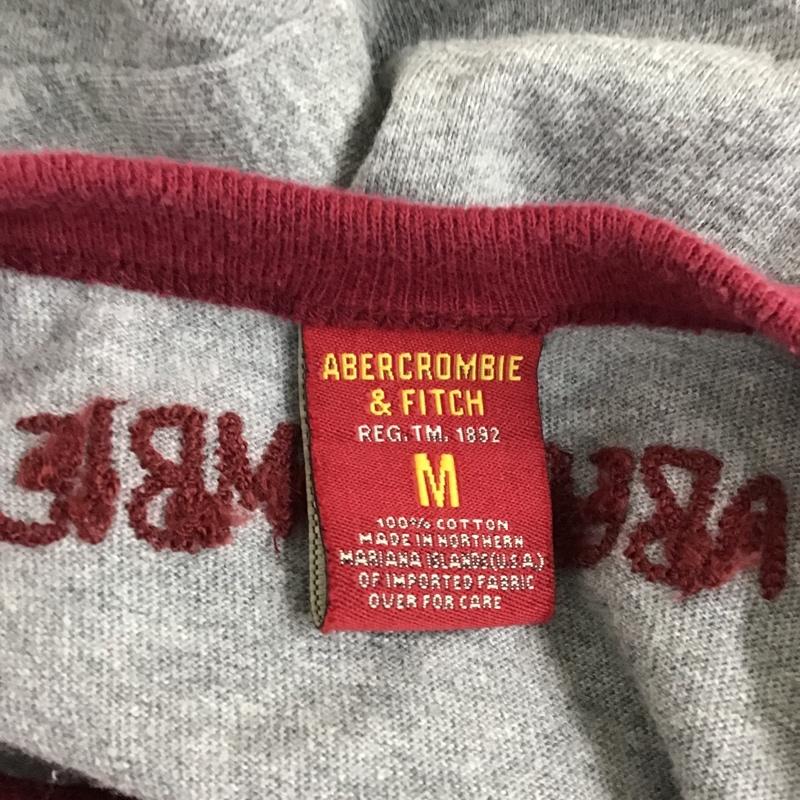 ABERCROMBIE
& FITCH
REG. TM. 1892
M
100% COTTON
MADE IN NORTHERN
MARIANA ISLANDS(U.S.A.)
OF IMPORTED FABRIC
OVER FOR CARE